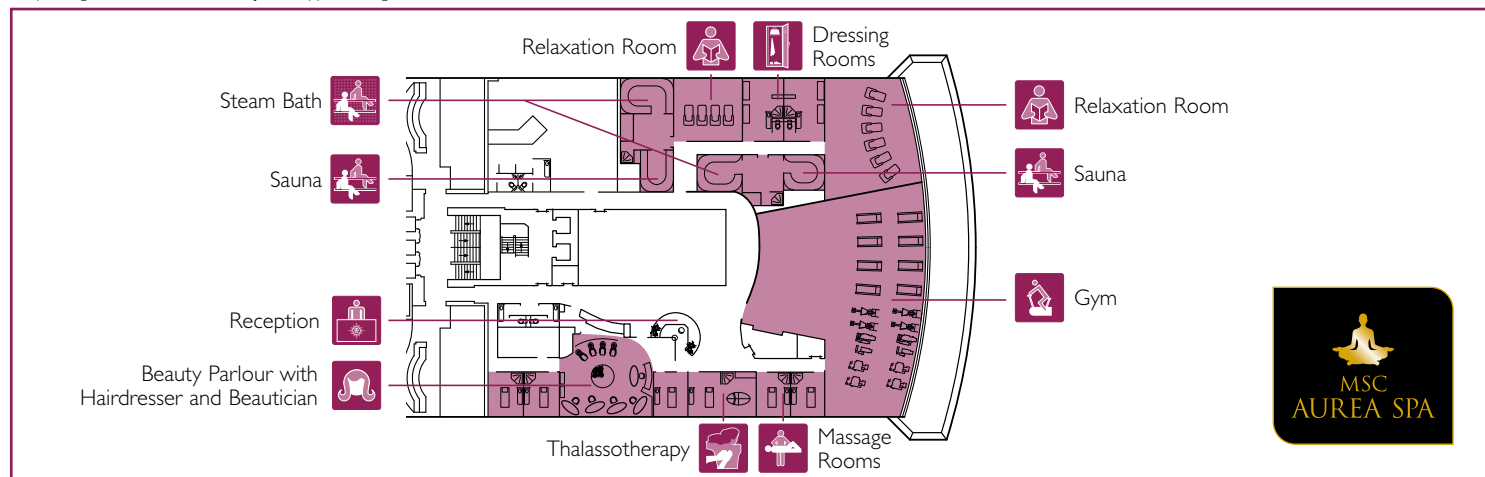 Relaxation Room
Dressing
Rooms
Steam Bath
Relaxation Room
Sauna
Sauna
Gym
Reception
Beauty Parlour with
Hairdresser and Beautician
Thalassotherapy
Massage
Rooms
MSC
AUREA SPA